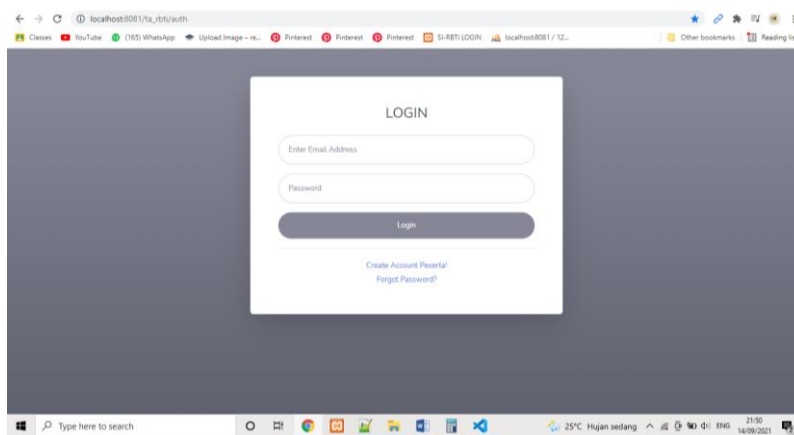 localhost:8081/ta_rbti/auth
Classes YouTube (165) WhatsApp Upload Image – re... Pinterest Pinterest Pinterest SI-RETI LOGIN localhost:8081 / 12... Other bookmarks Reading lis
LOGIN
Enter Email Address
Password
Login
Create Account Peserta!
Forgot Password?
Type here to search
25°C Hujan sedang
ENG
21:50
14/09/2021